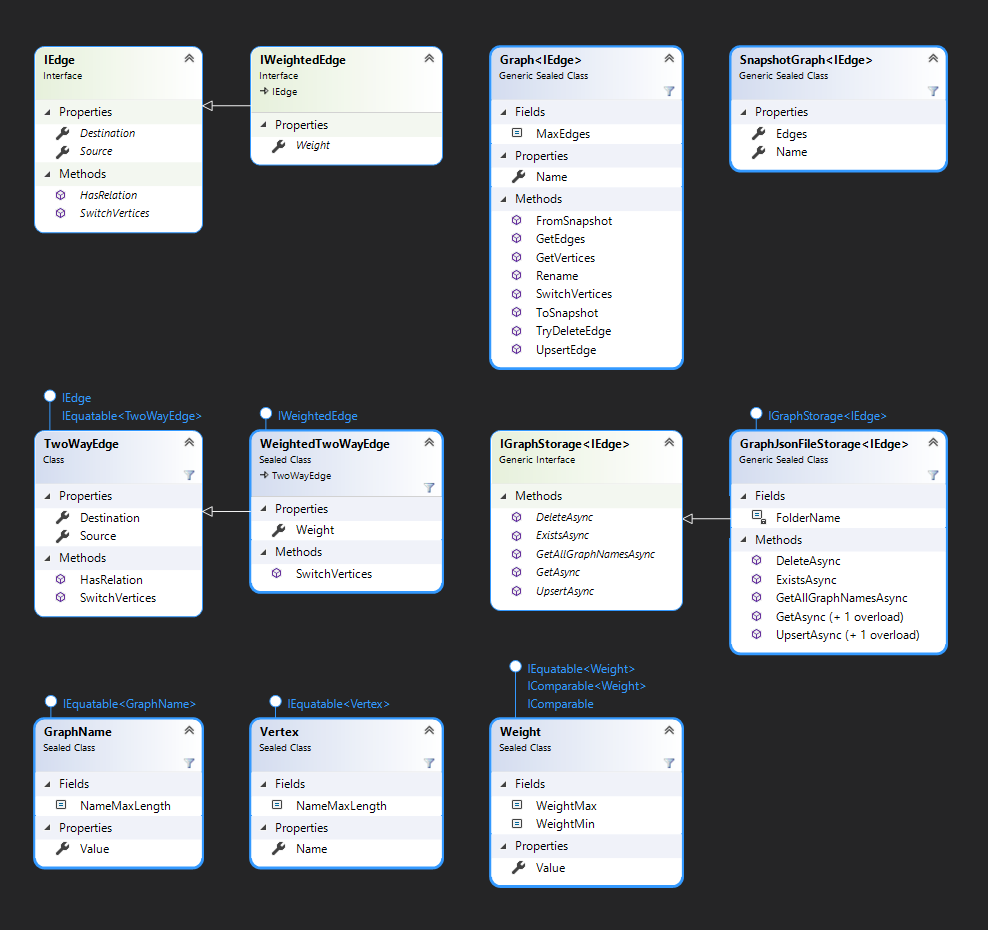 IEdge
Interface
Properties
Destination
Source
Methods
HasRelation
SwitchVertices
IWeightedEdge
Interface
IEdge
Properties
Weight
Graph<IEdge>
Generic Sealed Class
Fields
MaxEdges
Properties
Name
Methods
FromSnapshot
GetEdges
GetVertices
Rename
SwitchVertices
ToSnapshot
TryDeleteEdge
UpsertEdge
SnapshotGraph<IEdge>
Generic Sealed Class
Properties
Edges
Name
IEdge
IEquatable<TwoWayEdge>
TwoWayEdge
Class
Properties
Destination
Source
Methods
HasRelation
SwitchVertices
IWeightedEdge
WeightedTwoWayEdge
Sealed Class
TwoWayEdge
Properties
Weight
Methods
SwitchVertices
IGraphStorage<IEdge>
Generic Interface
Methods
DeleteAsync
ExistsAsync
GetAllGraphNamesAsync
GetAsync
UpsertAsync
IGraphStorage<IEdge>
GraphJsonFileStorage<IEdge>
Generic Sealed Class
Fields
FolderName
Methods
DeleteAsync
ExistsAsync
GetAllGraphNamesAsync
GetAsync (+ 1 overload)
UpsertAsync (+ 1 overload)
IEquatable<GraphName>
GraphName
Sealed Class
Fields
NameMaxLength
Properties
Value
IEquatable<Vertex>
Vertex
Sealed Class
Fields
NameMaxLength
Properties
Name
IEquatable<Weight>
IComparable<Weight>
IComparable
Weight
Sealed Class
Fields
WeightMax
WeightMin
Properties
Value